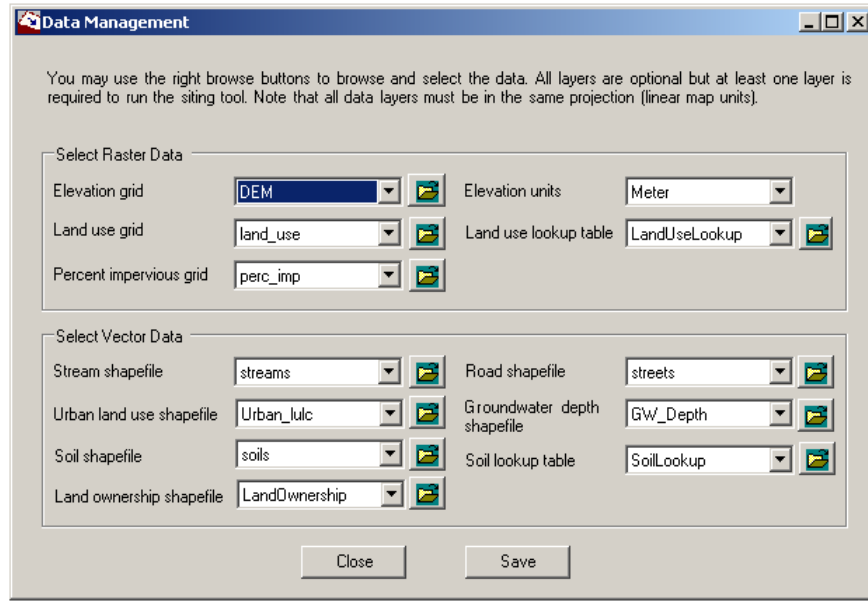 Data Management
You may use the right browse buttons to browse and select the data. All layers are optional but at least one layer is
required to run the siting tool. Note that all data layers must be in the same projection (linear map units).
Select Raster Data
Elevation grid DEM Elevation units Meter
Land use grid land_use Land use lookup table LandUseLookup
Percent impervious grid perc_imp
Select Vector Data
Stream shapefile streams Road shapefile streets
Urban land use shapefile Urban_lulc Groundwater depth
shapefile GW_Depth
Soil shapefile soils Soil lookup table SoilLookup
Land ownership shapefile LandOwnership
Close Save